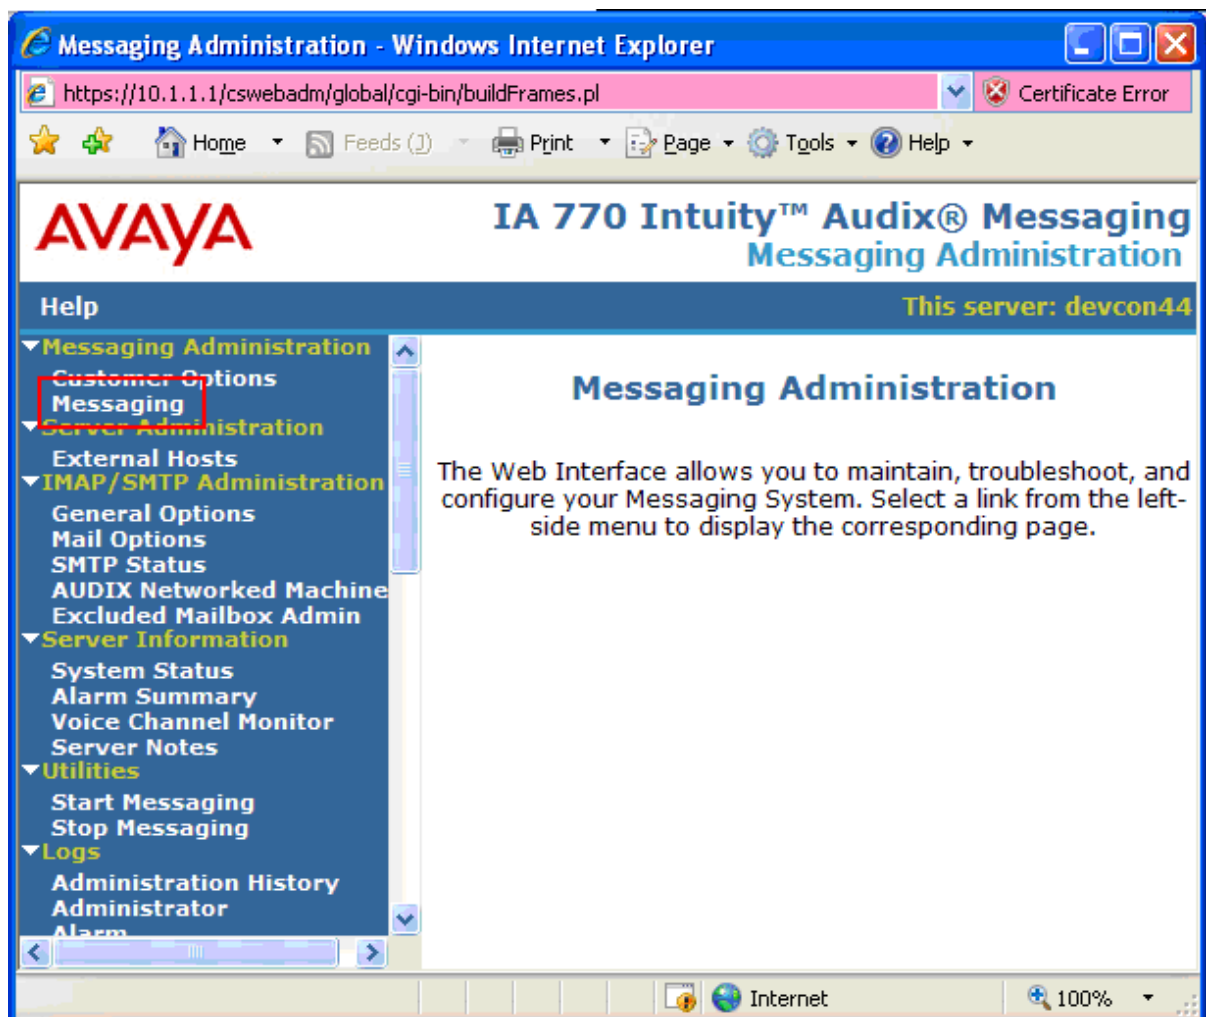 Messaging Administration - Windows Internet Explorer
https://10.1.1.1/cswebadm/global/cgi-bin/buildFrames.pl
Certificate Error
Home Feeds (J) Print Page Tools Help
AVAYA
IA 770 Intuity™ Audix® Messaging
Messaging Administration
Help
This server: devcon44
Messaging Administration
Customer Options
Messaging
Server Administration
External Hosts
IMAP/SMTP Administration
General Options
Mail Options
SMTP Status
AUDIX Networked Machine
Excluded Mailbox Admin
Server Information
System Status
Alarm Summary
Voice Channel Monitor
Server Notes
Utilities
Start Messaging
Stop Messaging
Logs
Administration History
Administrator
Alarm
Messaging Administration
The Web Interface allows you to maintain, troubleshoot, and
configure your Messaging System. Select a link from the left-
side menu to display the corresponding page.
Internet
100%